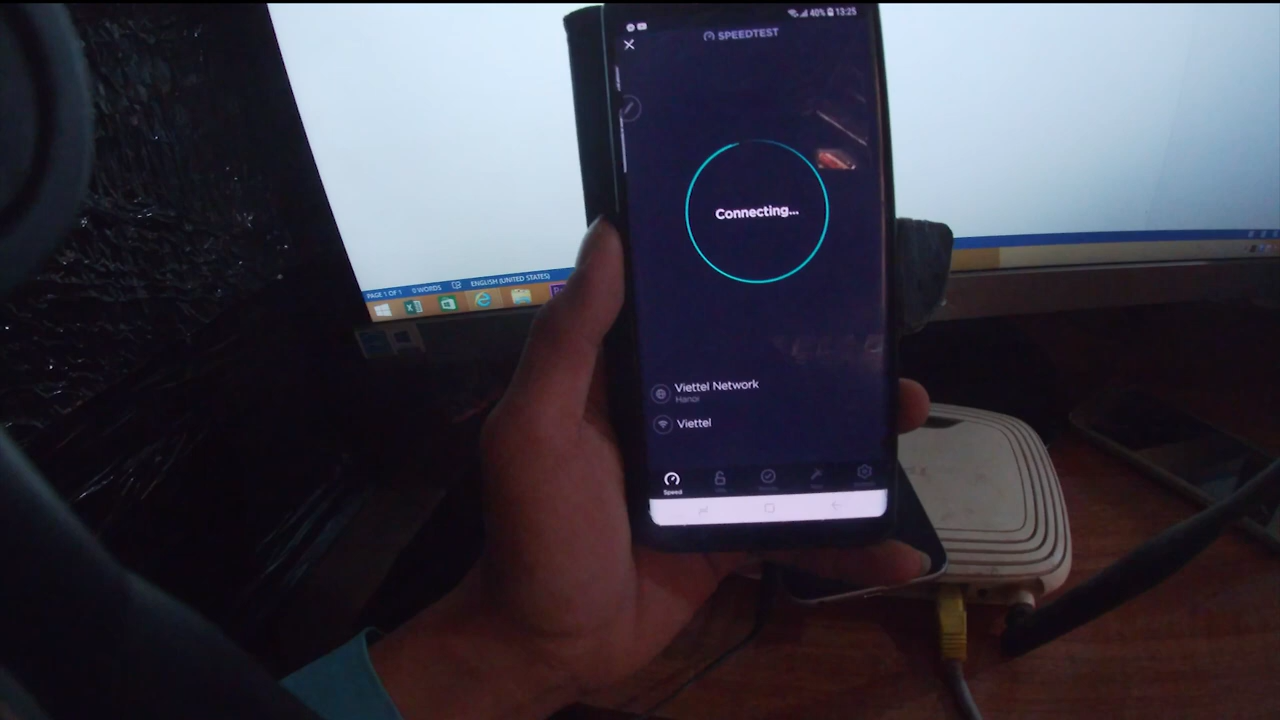 40% 13:25
SPEEDTEST
Connecting...
Viettel Network
Hanoi
Viettel
Speed
PAGE 1 OF 1 0 WORDS ENGLISH (UNITED STATES)